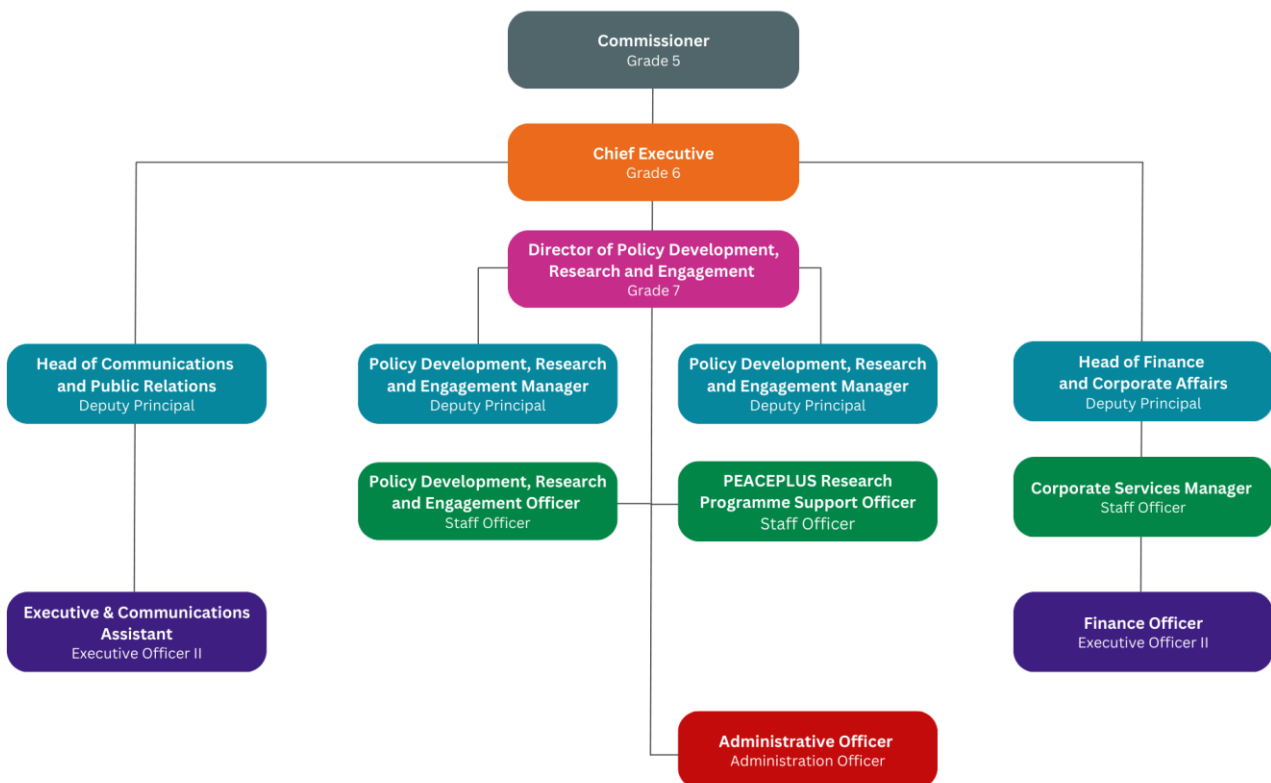 Commissioner
Grade 5
Chief Executive
Grade 6
Director of Policy Development,
Research and Engagement
Grade 7
Head of Communications
and Public Relations
Deputy Principal
Policy Development, Research
and Engagement Manager
Deputy Principal
Policy Development, Research
and Engagement Manager
Deputy Principal
Head of Finance
and Corporate Affairs
Deputy Principal
Policy Development, Research
and Engagement Officer
Staff Officer
PEACEPLUS Research
Programme Support Officer
Staff Officer
Corporate Services Manager
Staff Officer
Executive & Communications
Assistant
Executive Officer II
Finance Officer
Executive Officer II
Administrative Officer
Administration Officer